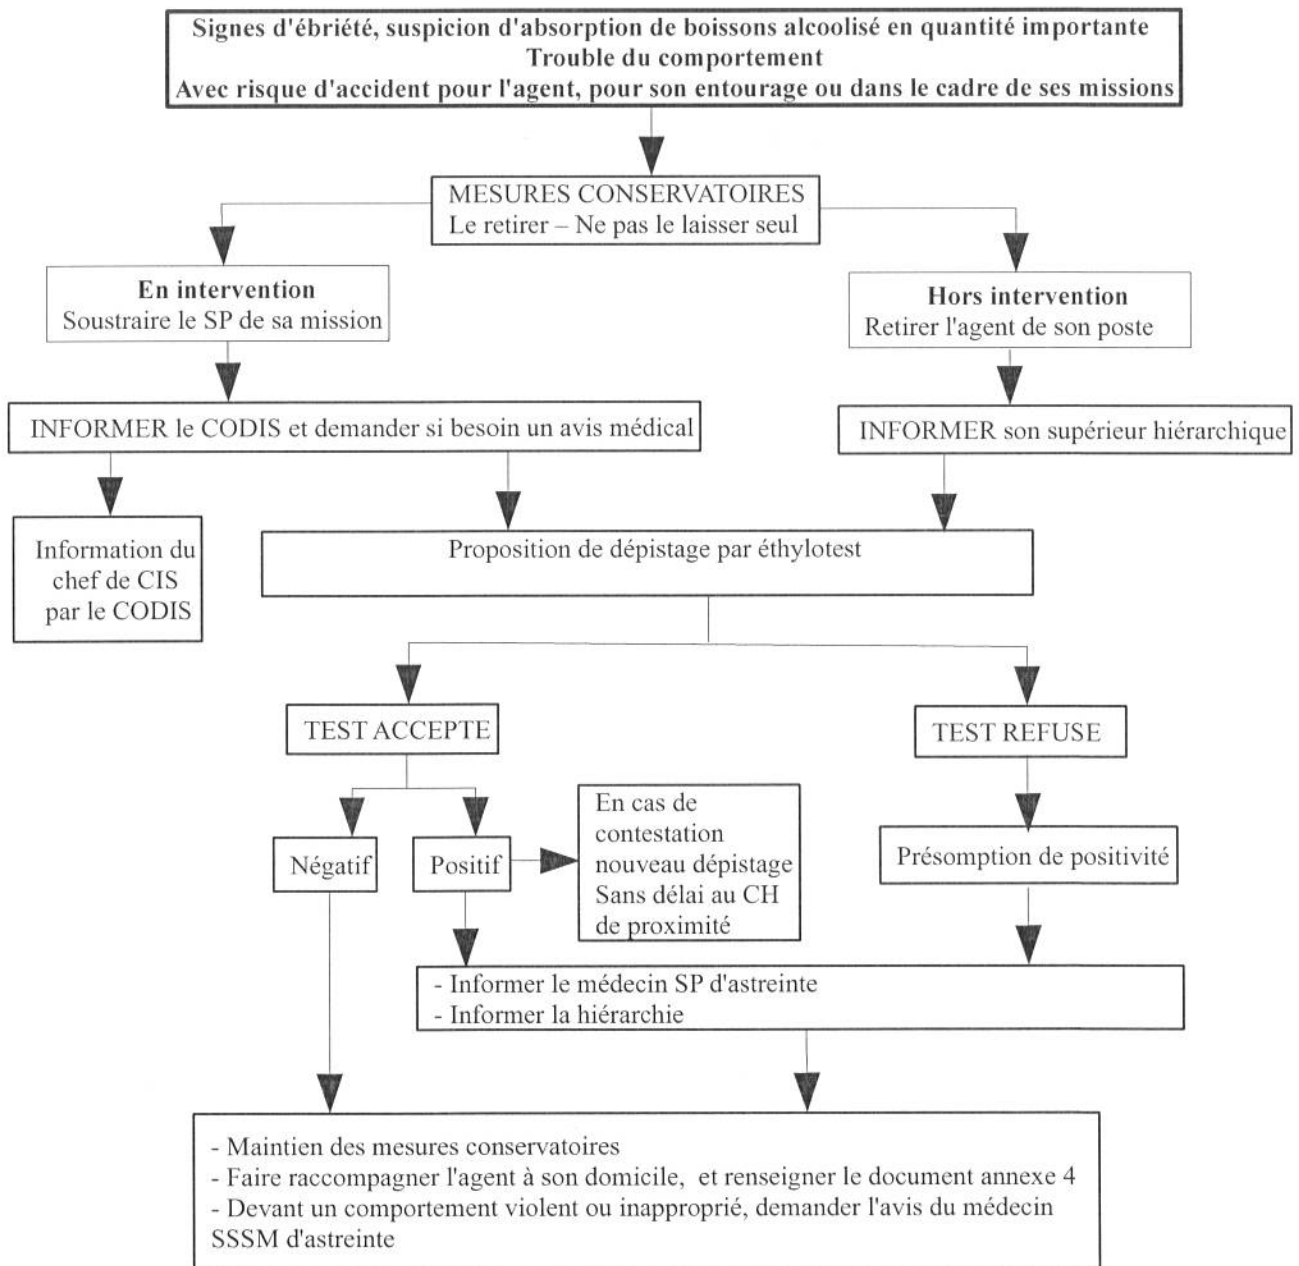 Signes d'ébriété, suspicion d'absorption de boissons alcoolisé en quantité importante
Trouble du comportement
Avec risque d'accident pour l'agent, pour son entourage ou dans le cadre de ses missions
MESURES CONSERVATOIRES
Le retirer – Ne pas le laisser seul
En intervention
Soustraire le SP de sa mission
Hors intervention
Retirer l'agent de son poste
INFORMER le CODIS et demander si besoin un avis médical
INFORMER son supérieur hiérarchique
Information du
chef de CIS
par le CODIS
Proposition de dépistage par éthylotest
TEST ACCEPTE
TEST REFUSE
Négatif
Positif
En cas de
contestation
nouveau dépistage
Sans délai au CH
de proximité
Présomption de positivité
- Informer le médecin SP d'astreinte
- Informer la hiérarchie
- Maintien des mesures conservatoires
- Faire raccompagner l'agent à son domicile, et renseigner le document annexe 4
- Devant un comportement violent ou inapproprié, demander l'avis du médecin
SSSM d'astreinte